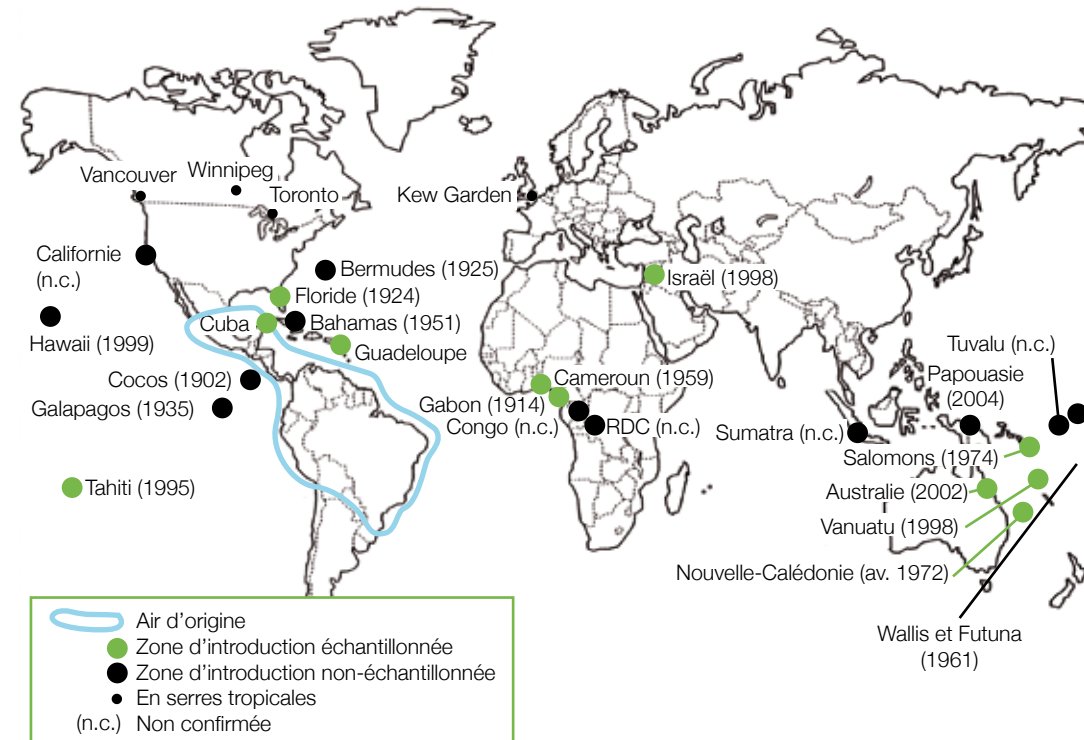 Vancouver
Winnipeg
Toronto
Kew Garden
Californie
(n.c.)
Bermudes (1925)
Israël (1998)
Floride (1924)
Cuba
Bahamas (1951)
Hawaii (1999)
Guadeloupe
Tuvalu (n.c.)
Cocos (1902)
Cameroun (1959)
Papouasie
(2004)
Galapagos (1935)
Gabon (1914)
Congo (n.c.)
RDC (n.c.)
Sumatra (n.c.)
Salomons (1974)
Tahiti (1995)
Australie (2002)
Vanuatu (1998)
Nouvelle-Calédonie (av. 1972)
Wallis et Futuna
(1961)
Air d'origine
Zone d'introduction échantillonnée
Zone d'introduction non-échantillonnée
En serres tropicales
(n.c.) Non confirmée